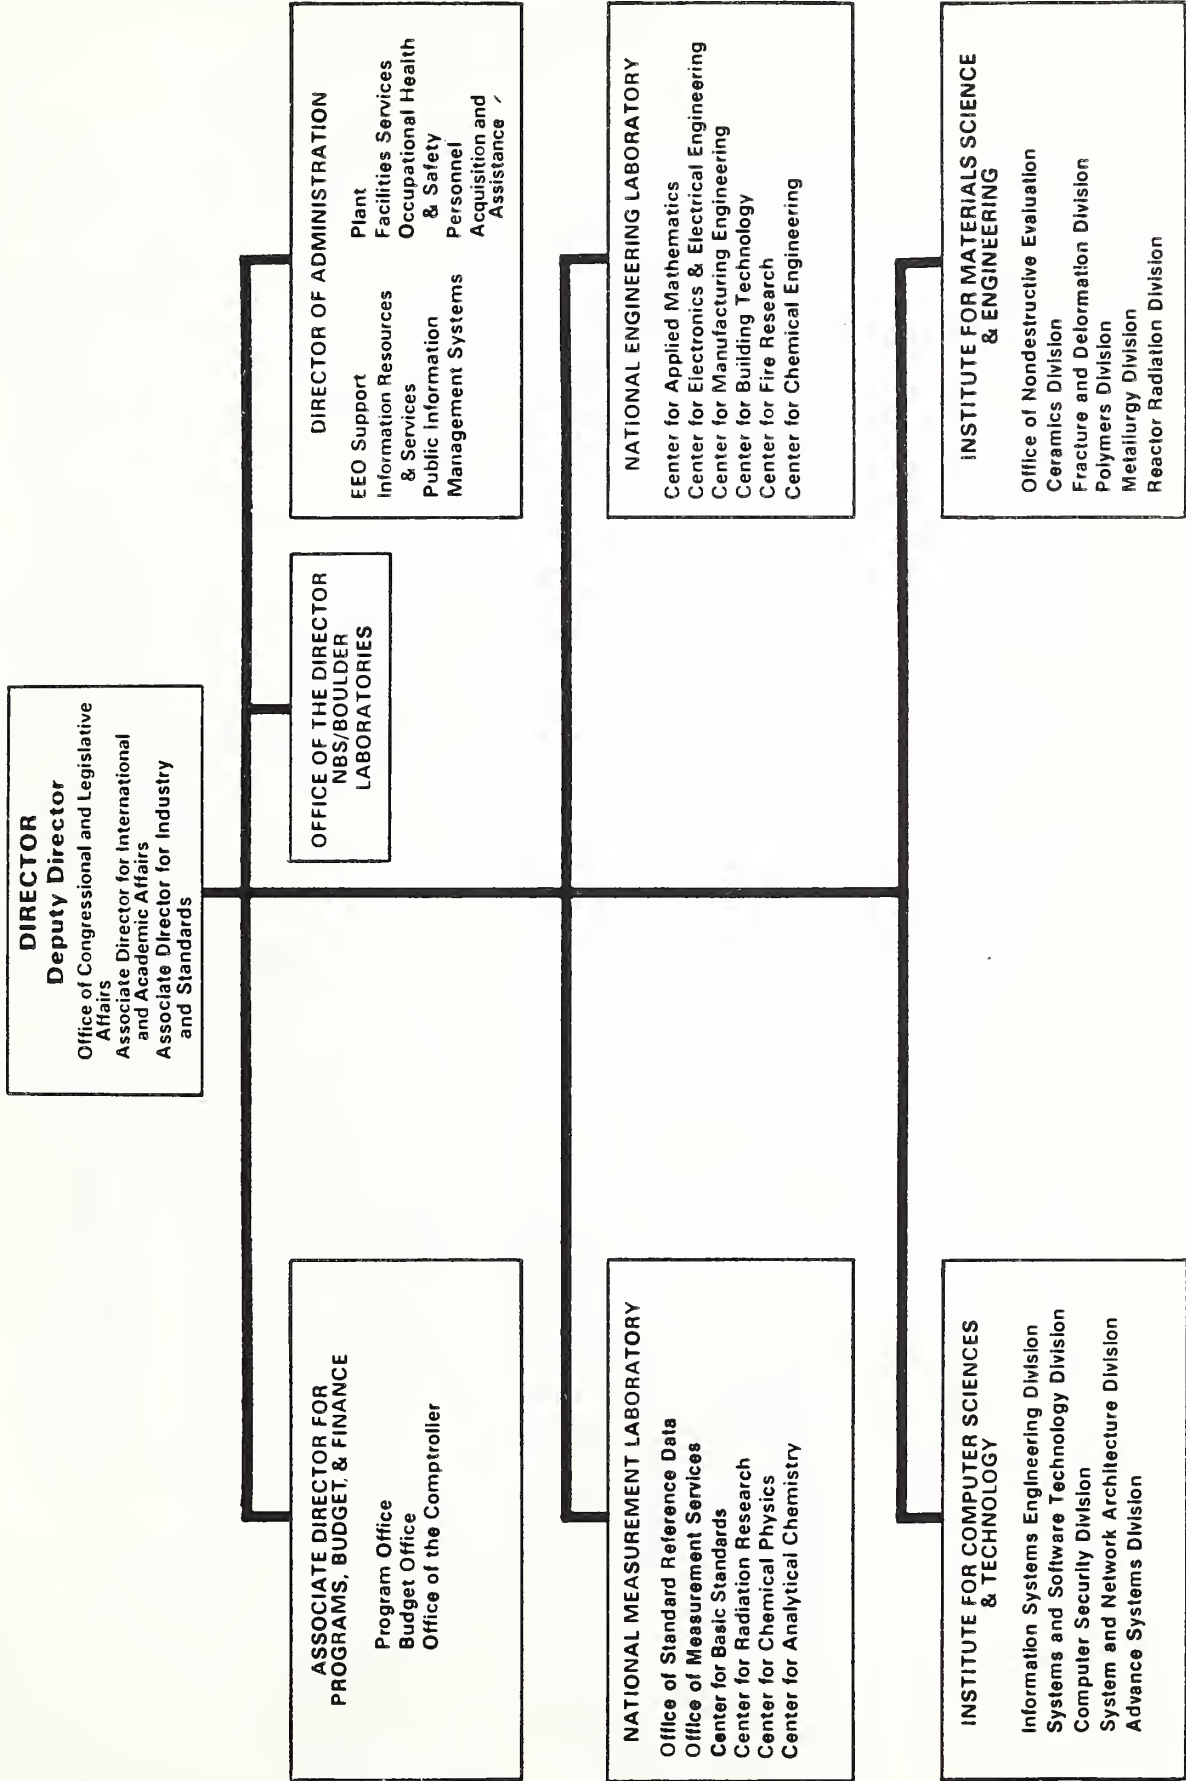 DIRECTOR
Deputy Director
Office of Congressional and Legislative
Affairs
Associate Director for International
and Academic Affairs
Associate Director for Industry
and Standards
ASSOCIATE DIRECTOR FOR
PROGRAMS, BUDGET, & FINANCE
Program Office
Budget Office
Office of the Comptroller
OFFICE OF THE DIRECTOR
NBS/BOULDER
LABORATORIES
DIRECTOR OF ADMINISTRATION
EEO Support
Information Resources
& Services
Public Information
Management Systems
Plant
Facilities Services
Occupational Health
& Safety
Personnel
Acquisition and
Assistance
NATIONAL MEASUREMENT LABORATORY
Office of Standard Reference Data
Office of Measurement Services
Center for Basic Standards
Center for Radiation Research
Center for Chemical Physics
Center for Analytical Chemistry
NATIONAL ENGINEERING LABORATORY
Center for Applied Mathematics
Center for Electronics & Electrical Engineering
Center for Manufacturing Engineering
Center for Building Technology
Center for Fire Research
Center for Chemical Engineering
INSTITUTE FOR COMPUTER SCIENCES
& TECHNOLOGY
Information Systems Engineering Division
Systems and Software Technology Division
Computer Security Division
System and Network Architecture Division
Advance Systems Division
INSTITUTE FOR MATERIALS SCIENCE
& ENGINEERING
Office of Nondestructive Evaluation
Ceramics Division
Fracture and Deformation Division
Polymers Division
Metallurgy Division
Reactor Radiation Division